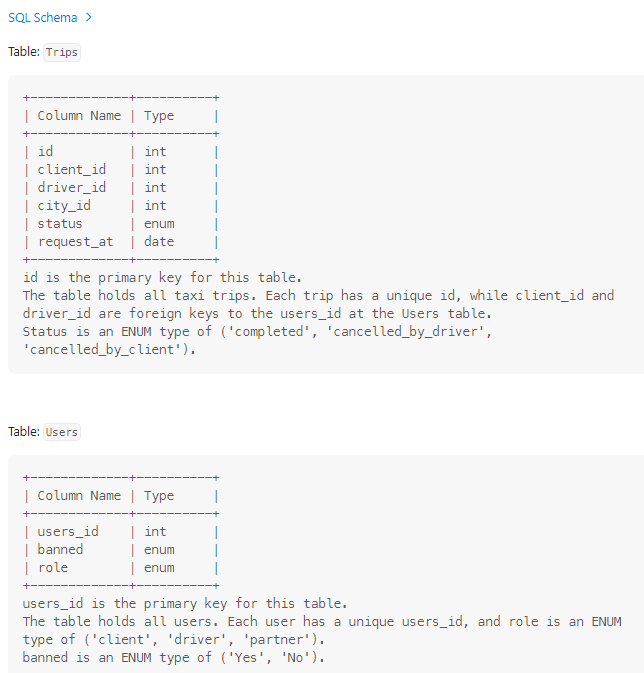 SQL Schema >
Table: Trips
+-------------+----------+
| Column Name | Type     |
+-------------+----------+
| id          | int      |
| client_id   | int      |
| driver_id   | int      |
| city_id     | int      |
| status      | enum     |
| request_at  | date     |
+-------------+----------+
id is the primary key for this table.
The table holds all taxi trips. Each trip has a unique id, while client_id and
driver_id are foreign keys to the users_id at the Users table.
Status is an ENUM type of ('completed', 'cancelled_by_driver',
'cancelled_by_client').
Table: Users
+-------------+----------+
| Column Name | Type     |
+-------------+----------+
| users_id    | int      |
| banned      | enum     |
| role        | enum     |
+-------------+----------+
users_id is the primary key for this table.
The table holds all users. Each user has a unique users_id, and role is an ENUM
type of ('client', 'driver', 'partner').
banned is an ENUM type of ('Yes', 'No').